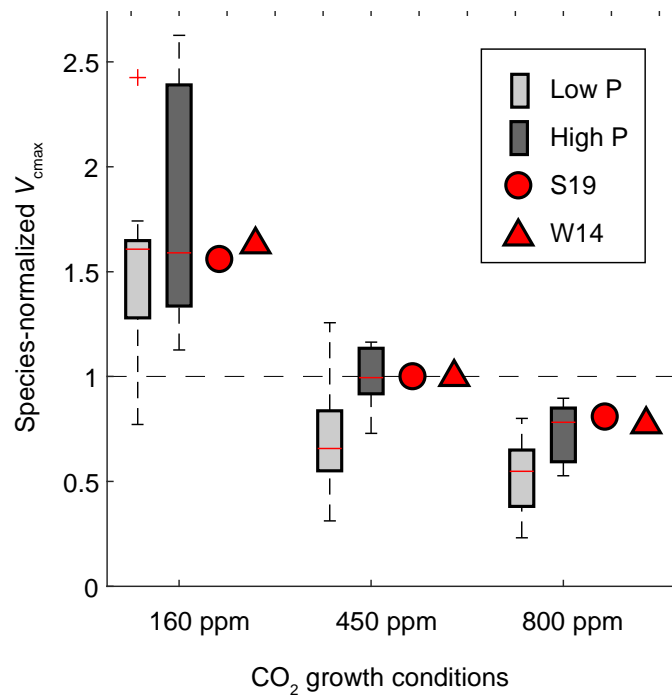 2.5
2
1.5
1
0.5
0
Species-normalized Vcmax
Low P
High P
S19
W14
160 ppm
450 ppm
800 ppm
CO2 growth conditions